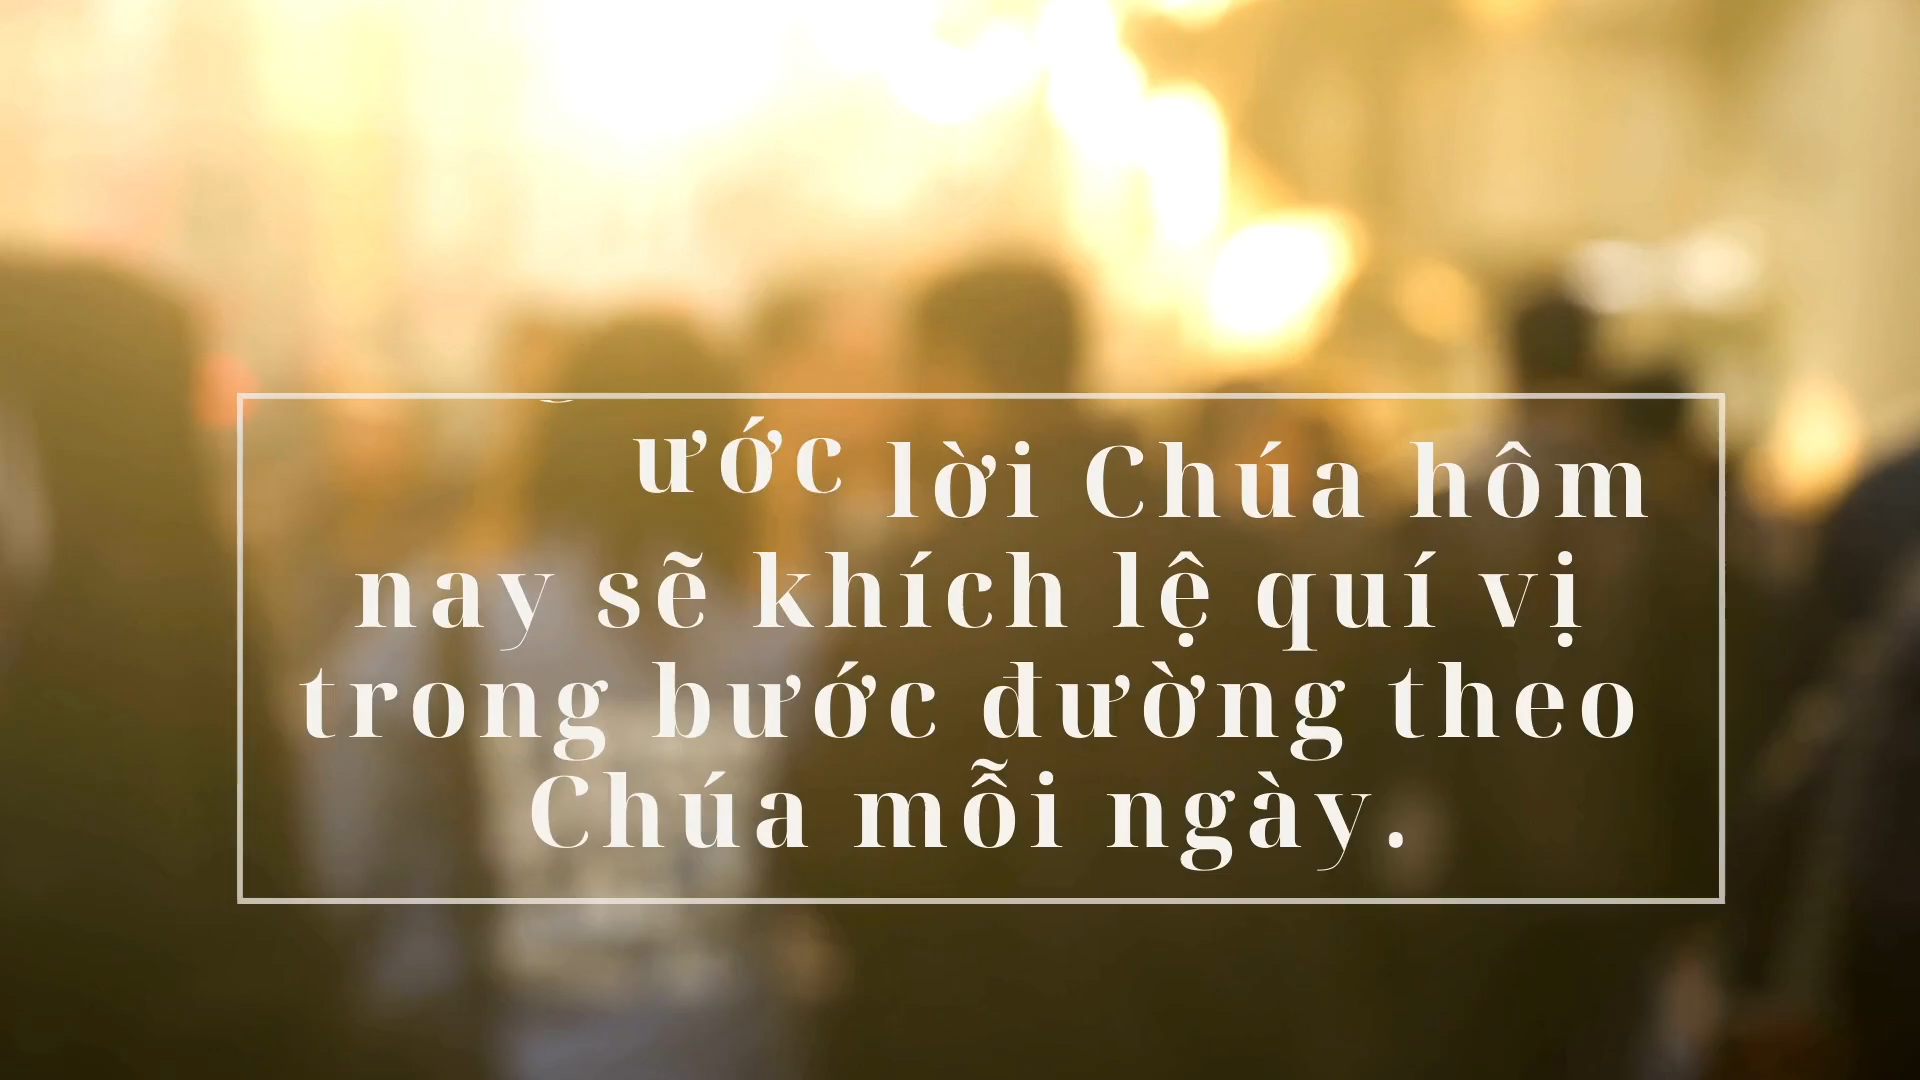 ước lời Chúa hôm
nay sẽ khích lệ quí vị
trong bước đường theo
Chúa mỗi ngày.